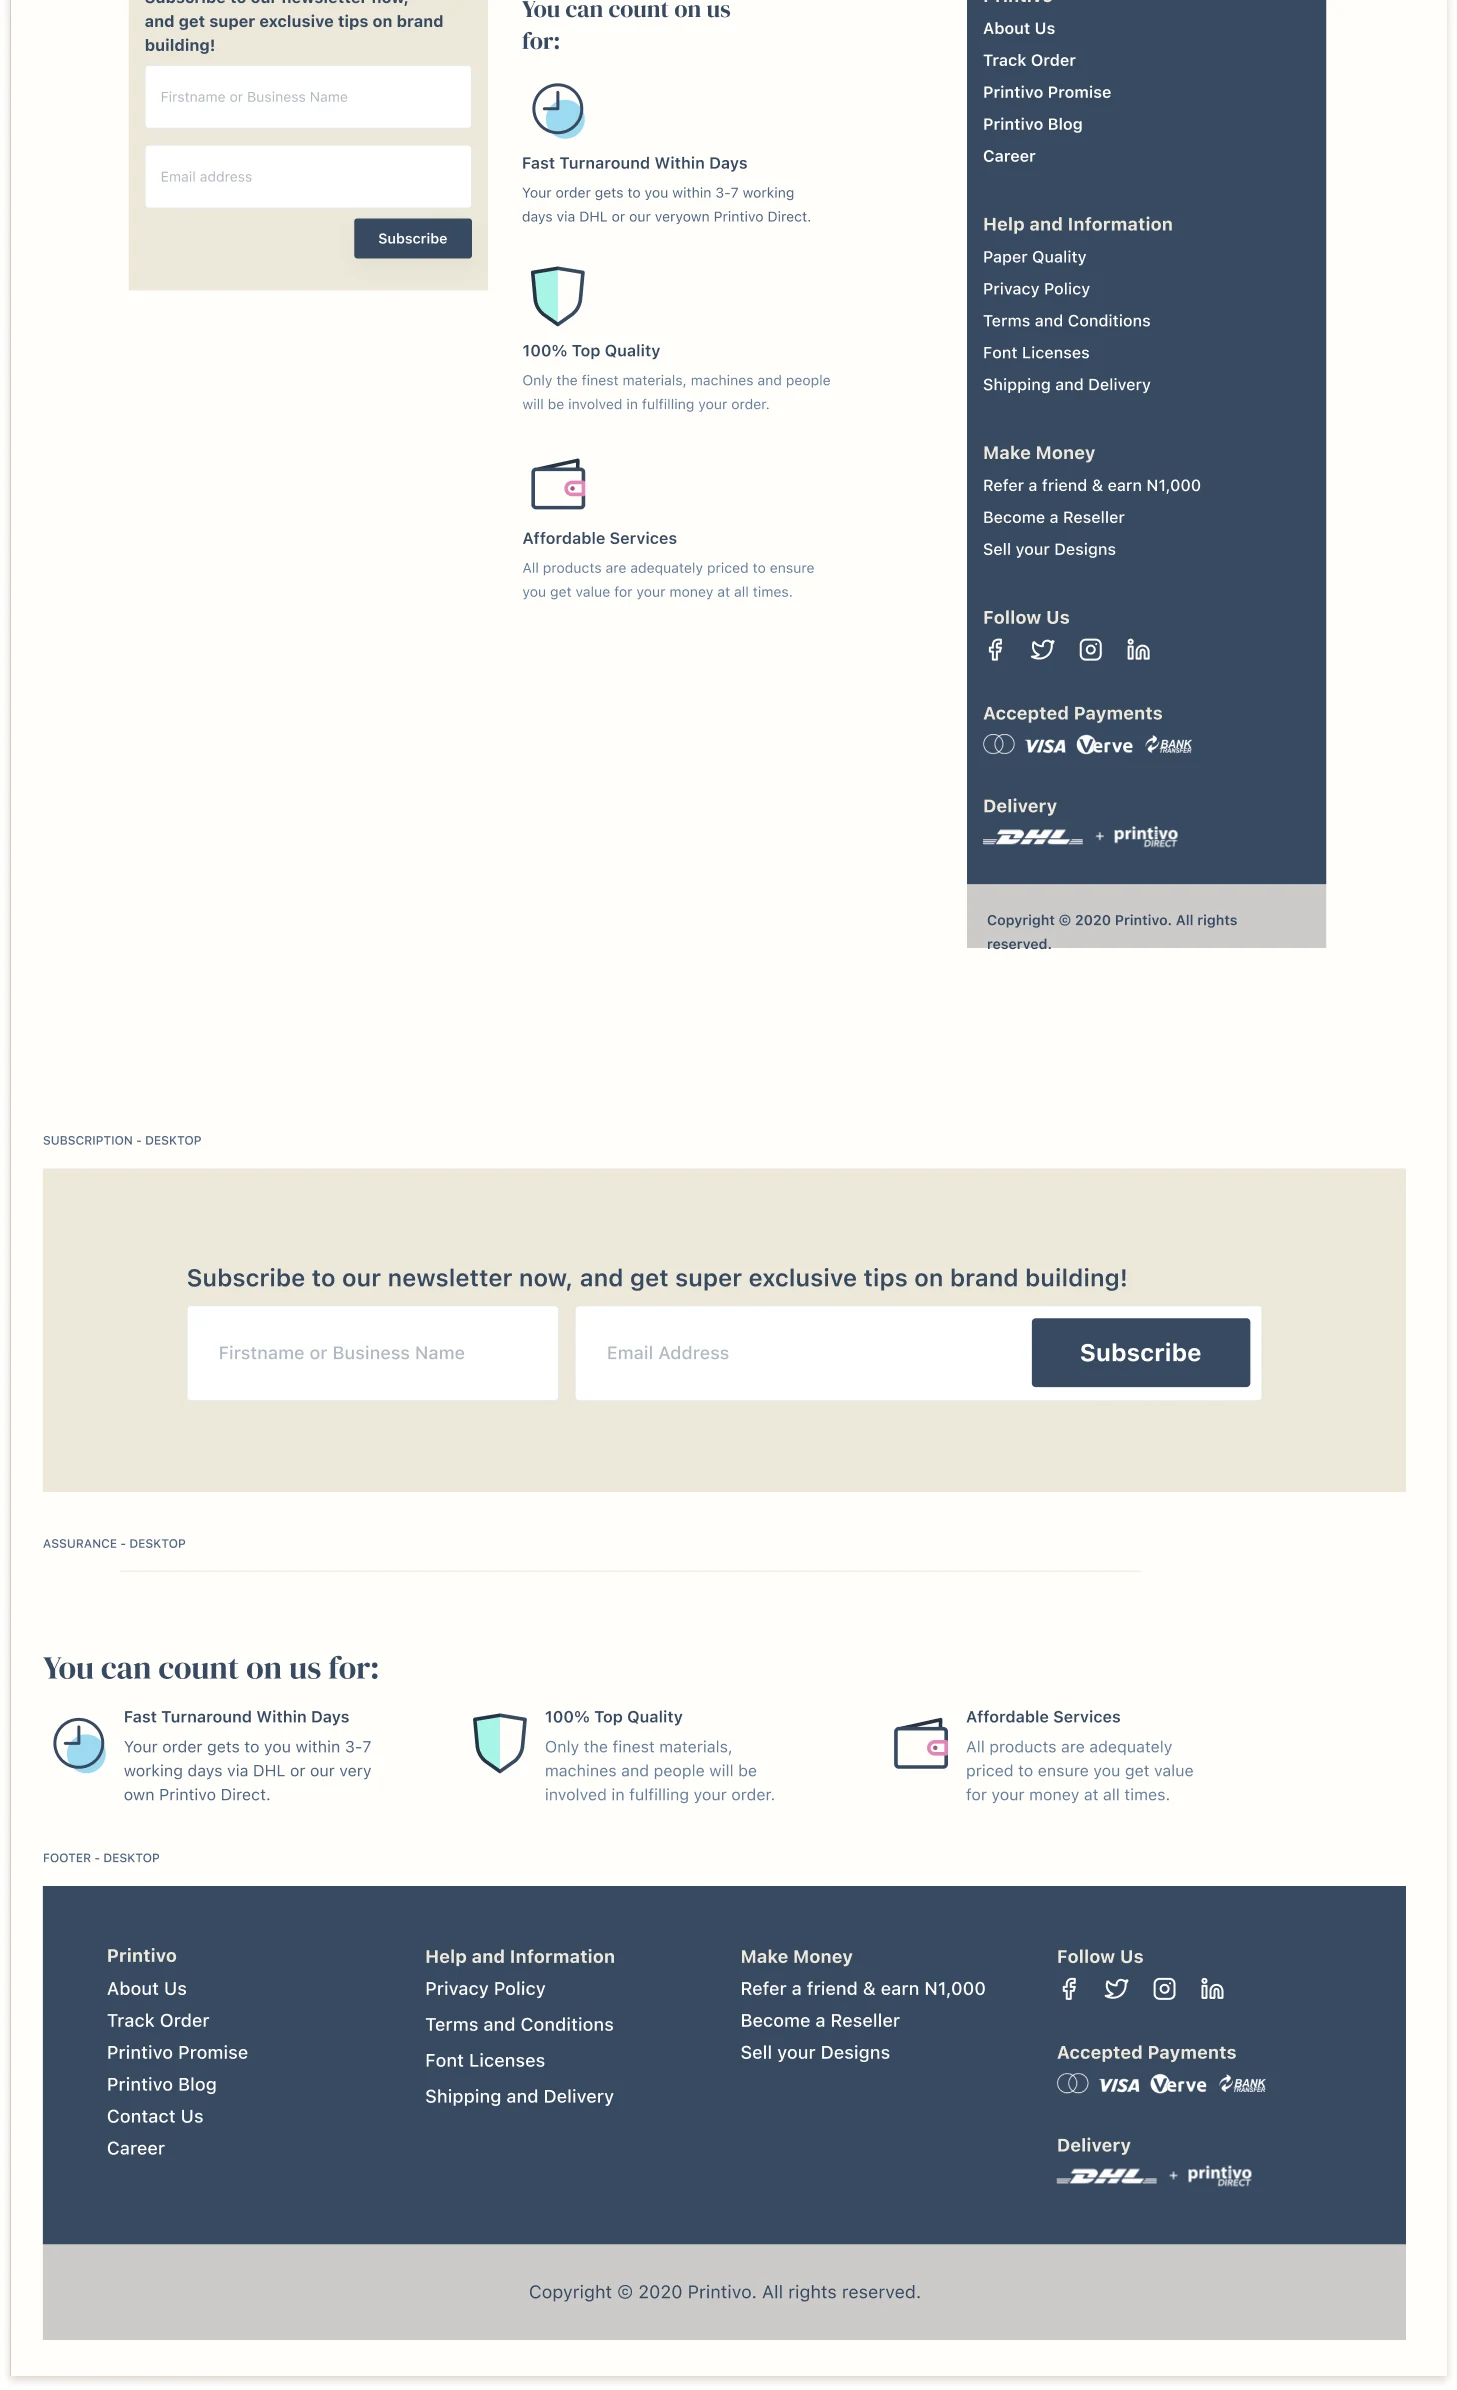 Subscribe to our newsletter now,
and get super exclusive tips on brand
building!
Firstname or Business Name
Email address
Subscribe
You can count on us
for:
Fast Turnaround Within Days
Your order gets to you within 3-7 working
days via DHL or our veryown Printivo Direct.
100% Top Quality
Only the finest materials, machines and people
will be involved in fulfilling your order.
Affordable Services
All products are adequately priced to ensure
you get value for your money at all times.
Printivo
About Us
Track Order
Printivo Promise
Printivo Blog
Career
Help and Information
Paper Quality
Privacy Policy
Terms and Conditions
Font Licenses
Shipping and Delivery
Make Money
Refer a friend & earn N1,000
Become a Reseller
Sell your Designs
Follow Us
Accepted Payments
VISA Verve BANK TRANSFER
Delivery
DHL + printivo DIRECT
Copyright © 2020 Printivo. All rights
reserved.
SUBSCRIPTION - DESKTOP
Subscribe to our newsletter now, and get super exclusive tips on brand building!
Firstname or Business Name
Email Address
Subscribe
ASSURANCE - DESKTOP
You can count on us for:
Fast Turnaround Within Days
Your order gets to you within 3-7
working days via DHL or our very
own Printivo Direct.
100% Top Quality
Only the finest materials,
machines and people will be
involved in fulfilling your order.
Affordable Services
All products are adequately
priced to ensure you get value
for your money at all times.
FOOTER - DESKTOP
Printivo
About Us
Track Order
Printivo Promise
Printivo Blog
Contact Us
Career
Help and Information
Privacy Policy
Terms and Conditions
Font Licenses
Shipping and Delivery
Make Money
Refer a friend & earn N1,000
Become a Reseller
Sell your Designs
Follow Us
Accepted Payments
VISA Verve BANK TRANSFER
Delivery
DHL + printivo DIRECT
Copyright © 2020 Printivo. All rights reserved.